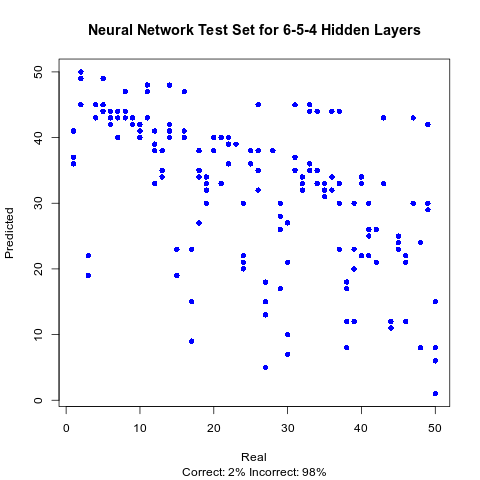 Neural Network Test Set for 6-5-4 Hidden Layers
Predicted
50
40
30
20
10
0
0 10 20 30 40 50
Real
Correct: 2% Incorrect: 98%